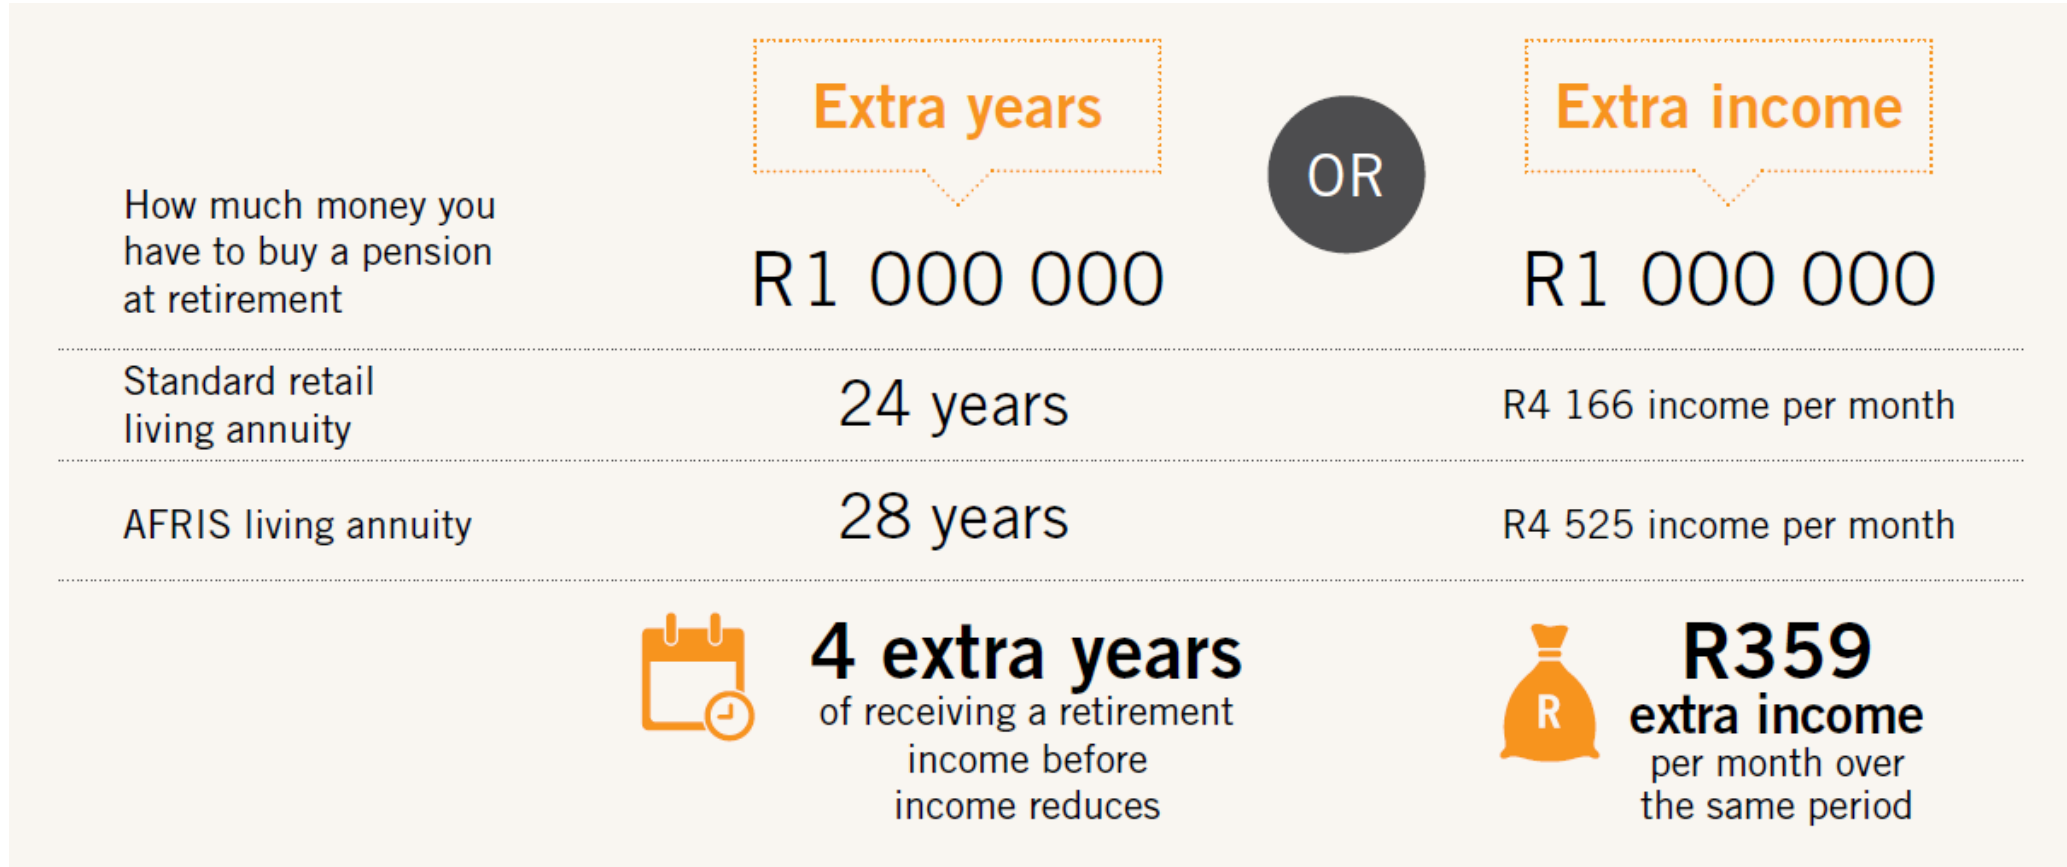 Extra years
OR
Extra income
How much money you
have to buy a pension
at retirement
R1 000 000
R1 000 000
Standard retail
living annuity
24 years
R4 166 income per month
AFRIS living annuity
28 years
R4 525 income per month
4 extra years
of receiving a retirement
income before
income reduces
R
R359
extra income
per month over
the same period